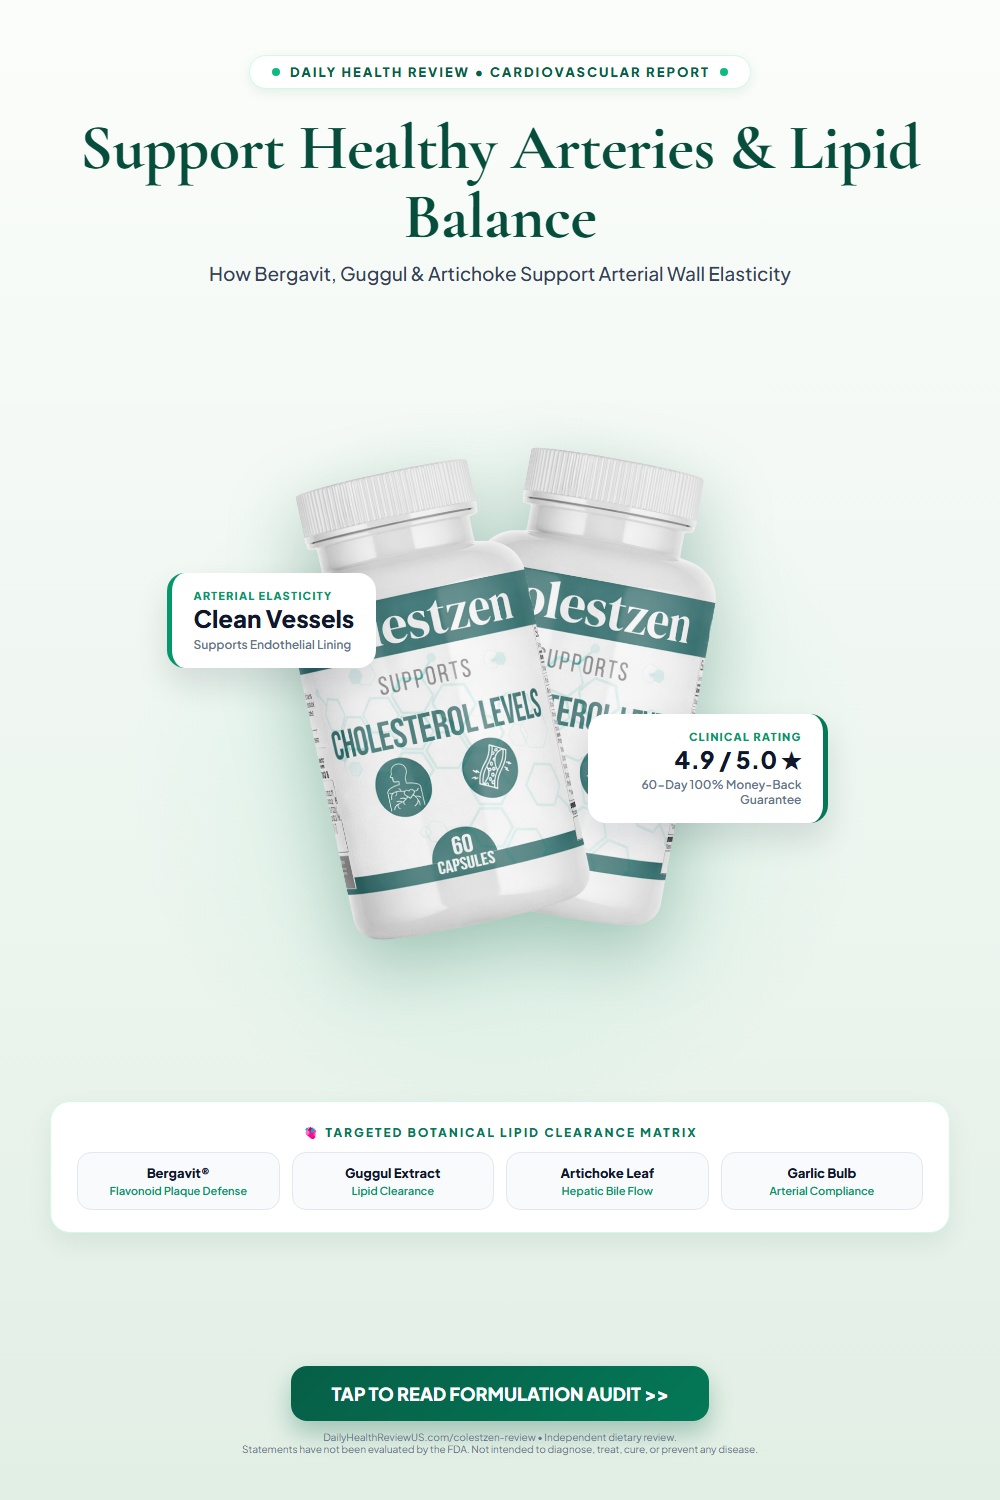 DAILY HEALTH REVIEW • CARDIOVASCULAR REPORT
Support Healthy Arteries & Lipid
Balance
How Bergavit, Guggul & Artichoke Support Arterial Wall Elasticity
ARTERIAL ELASTICITY
Clean Vessels
Supports Endothelial Lining
lestzen
SUPPORTS
CHOLESTEROL LEVELS
60
CAPSULES
olestzen
SUPPORTS
CLINICAL RATING
4.9 / 5.0 ★
60-Day 100% Money-Back
Guarantee
TARGETED BOTANICAL LIPID CLEARANCE MATRIX
Bergavit®
Flavonoid Plaque Defense
Guggul Extract
Lipid Clearance
Artichoke Leaf
Hepatic Bile Flow
Garlic Bulb
Arterial Compliance
TAP TO READ FORMULATION AUDIT >>
DailyHealthReviewUS.com/colestzen-review • Independent dietary review.
Statements have not been evaluated by the FDA. Not intended to diagnose, treat, cure, or prevent any disease.